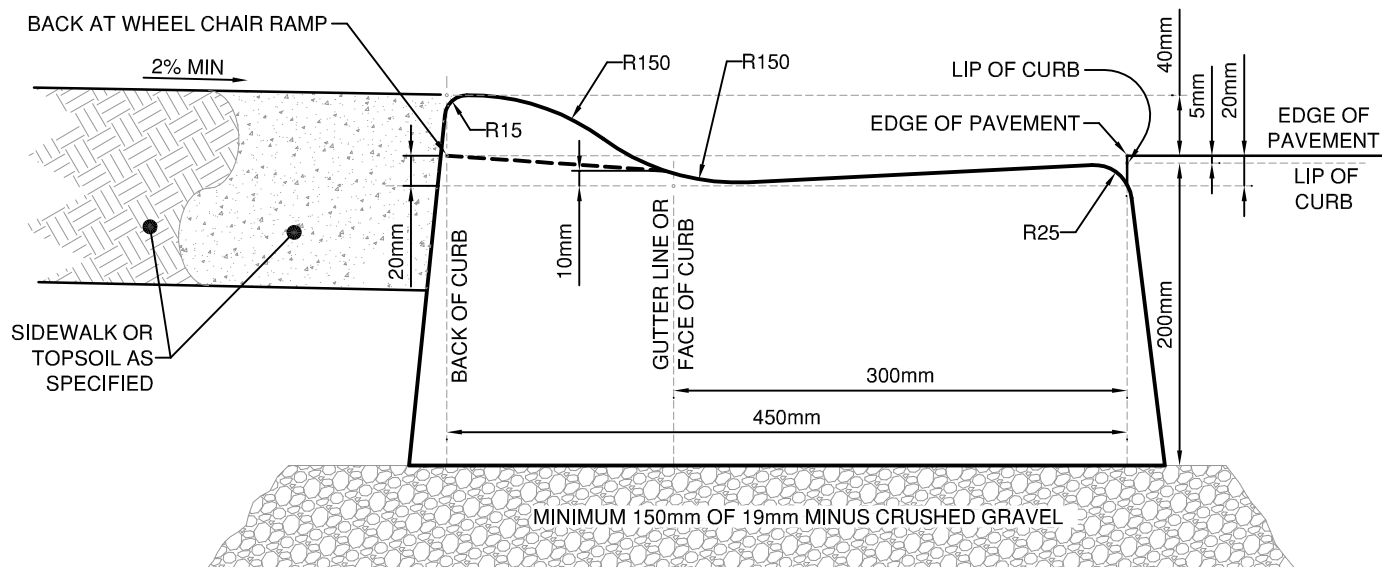 BACK AT WHEEL CHAIR RAMP
2% MIN
R150
R150
LIP OF CURB
40mm
5mm
20mm
R15
EDGE OF PAVEMENT
EDGE OF
PAVEMENT
LIP OF
CURB
R25
20mm
BACK OF CURB
10mm
GUTTER LINE OR
FACE OF CURB
200mm
SIDEWALK OR
TOPSOIL AS
SPECIFIED
300mm
450mm
MINIMUM 150mm OF 19mm MINUS CRUSHED GRAVEL